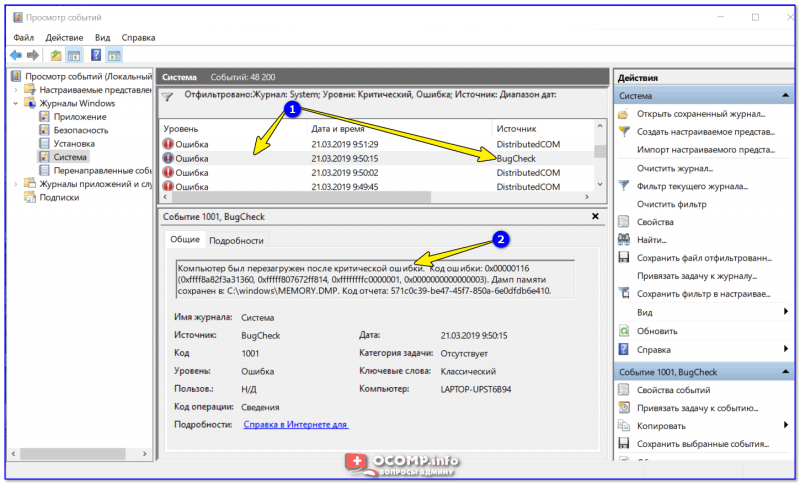 Просмотр событий
Файл Действие Вид Справка
Просмотр событий (Локальный
Настраиваемые представлен
Журналы Windows
Приложение
Безопасность
Установка
Система
Перенаправленные собы
Журналы приложений и слу
Подписки
Система Событий: 48 200
Отфильтровано:Журнал: System; Уровни: Критический, Ошибка; Источник: Диапазон дат:
1
Уровень Дата и время Источник
Ошибка 21.03.2019 9:51:29 DistributedCOM
Ошибка 21.03.2019 9:50:15 BugCheck
Ошибка 21.03.2019 9:50:02 DistributedCOM
Ошибка 21.03.2019 9:49:45 DistributedCOM
Событие 1001, BugCheck
Общие Подробности
2
Компьютер был перезагружен после критической ошибки. Код ошибки: 0x00000116
(0xffff8a82f3a31360, 0xfffff807672ff814, 0xffffffffc0000001, 0x0000000000000003). Дамп памяти
сохранен в: C:\windows\MEMORY.DMP. Код отчета: 571c0c39-be47-45f7-850a-6e0dfdb6e410.
Имя журнала: Система
Источник: BugCheck Дата: 21.03.2019 9:50:15
Код 1001 Категория задачи: Отсутствует
Уровень: Ошибка Ключевые слова: Классический
Пользов.: Н/Д Компьютер: LAPTOP-UPST6B94
Код операции: Сведения
Подробности: Справка в Интернете для
Действия
Система
Открыть сохраненный журнал...
Создать настраиваемое представ...
Импорт настраиваемого предста...
Очистить журнал...
Фильтр текущего журнала...
Очистить фильтр
Свойства
Найти...
Сохранить файл отфильтрованн...
Привязать задачу к журналу...
Сохранить фильтр в настраивае...
Вид
Обновить
Справка
Событие 1001, BugCheck
Свойства событий
Привязать задачу к событию...
Копировать
Сохранить выбранные события...
OCOMP.info
ВОПРОСЫ АДМИНУ